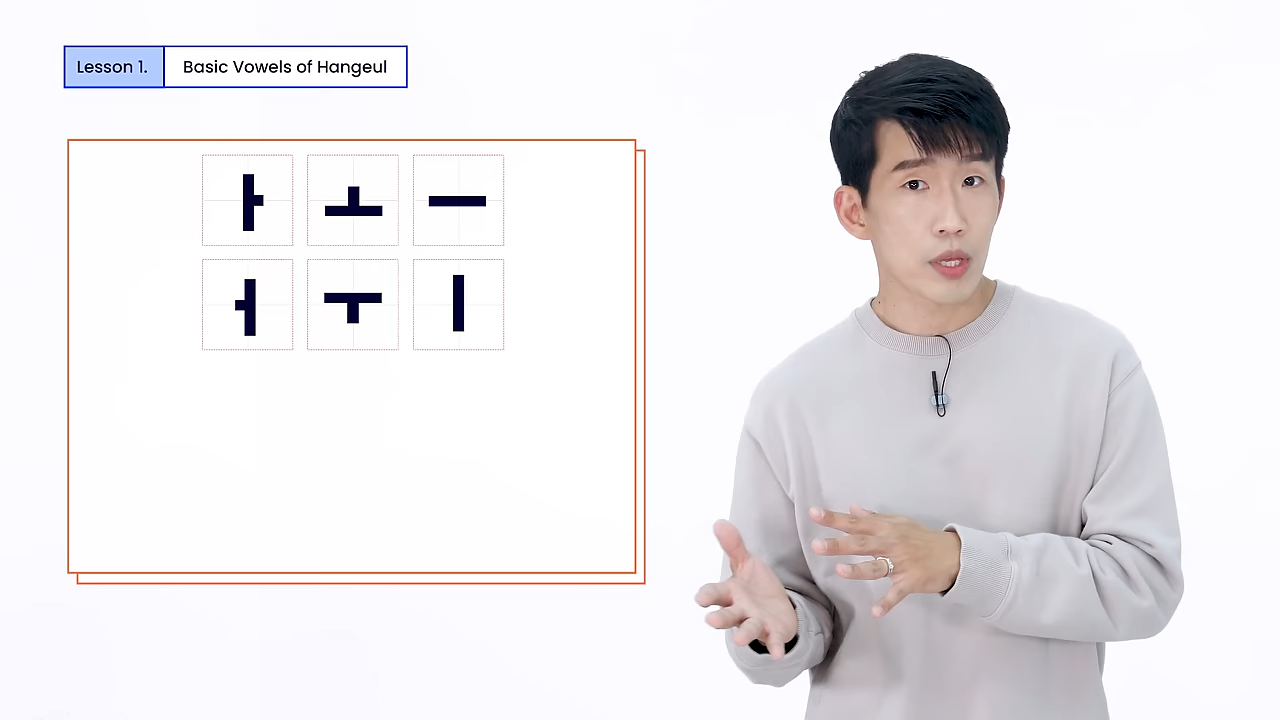 Lesson 1. Basic Vowels of Hangeul
ㅏ ㅗ ㅡ
ㅓ ㅜ ㅣ